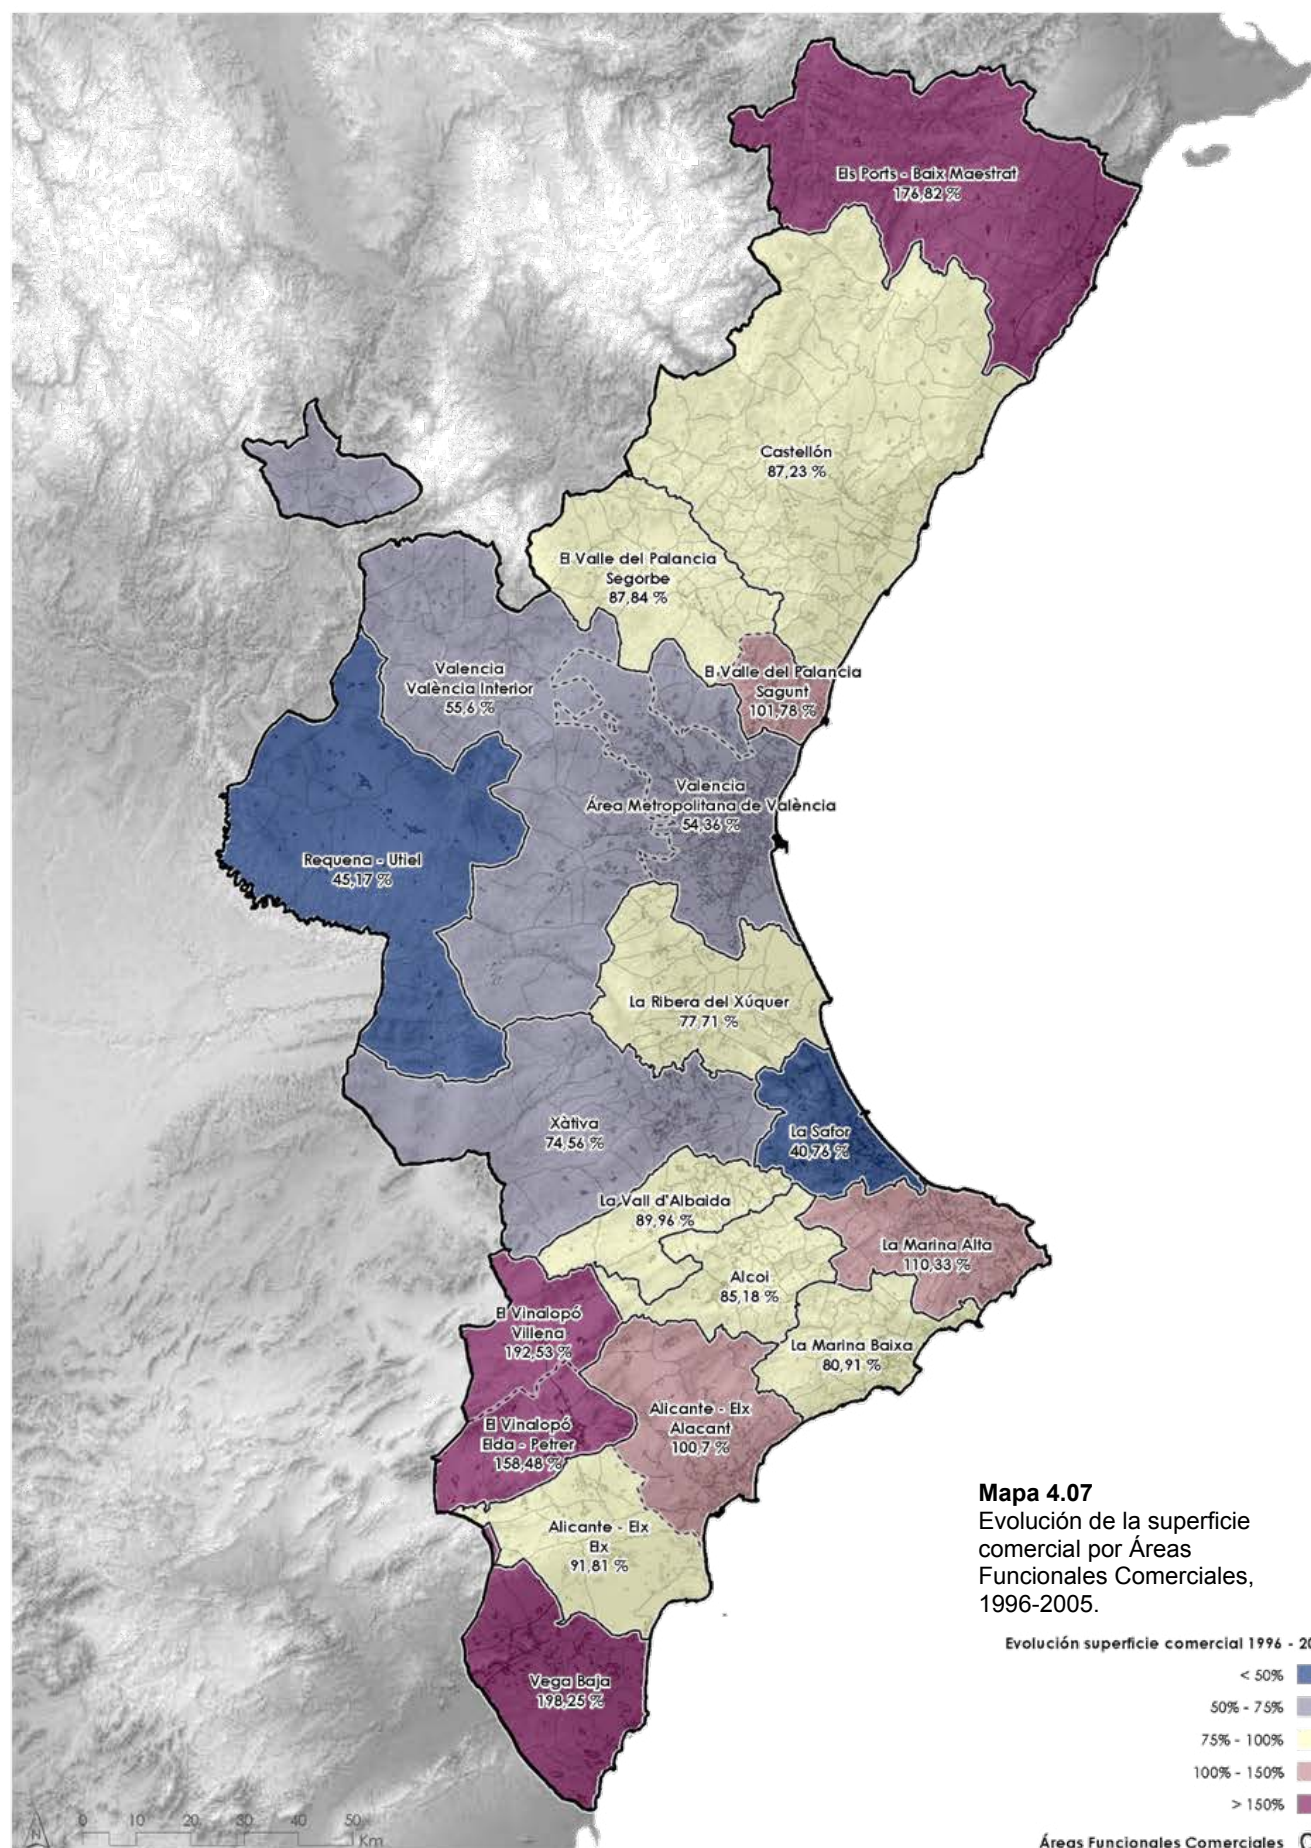 Els Ports - Baix Maestrat
176,82 %
Castellón
87,23 %
El Valle del Palancia
Segorbe
87,84 %
El Valle del Palancia
Sagunt
101,78 %
Valencia
València Interior
55,6 %
Valencia
Área Metropolitana de València
54,36 %
Requena - Utiel
45,17 %
La Ribera del Xúquer
77,71 %
Xàtiva
74,56 %
La Safor
40,76 %
La Vall d'Albaida
89,96 %
La Marina Alta
110,33 %
Alcoi
85,18 %
El Vinalopó
Villena
192,53 %
La Marina Baixa
80,91 %
Alicante - Elx
Alacant
100,7 %
El Vinalopó
Elda - Petrer
158,48 %
Alicante - Elx
Elx
91,81 %
Vega Baja
198,25 %
Mapa 4.07
Evolución de la superficie
comercial por Áreas
Funcionales Comerciales,
1996-2005.
Evolución superficie comercial 1996 - 20
< 50%
50% - 75%
75% - 100%
100% - 150%
> 150%
Áreas Funcionales Comerciales
N
0 10 20 30 40 50
Km